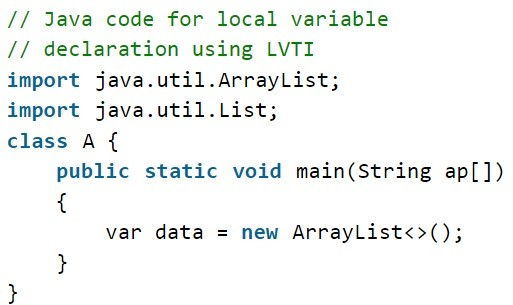 // Java code for local variable
// declaration using LVTI
import java.util.ArrayList;
import java.util.List;
class A {
    public static void main(String ap[])
    {
        var data = new ArrayList<>();
    }
}